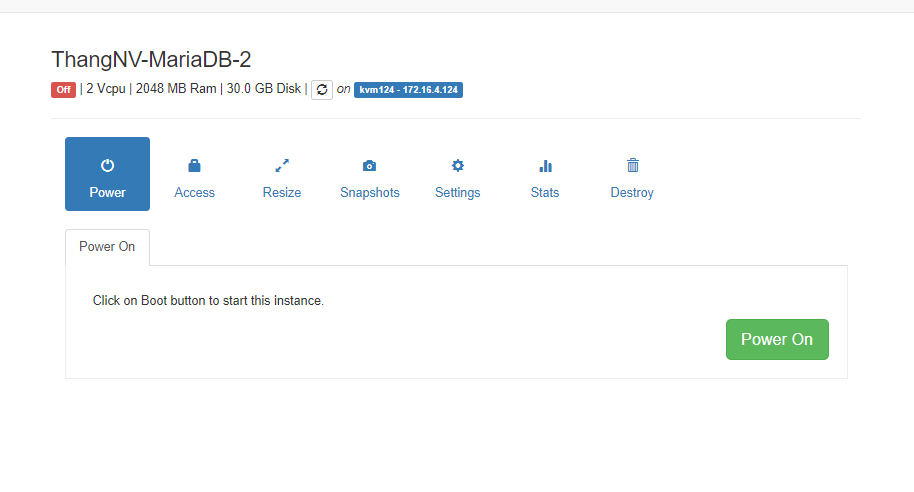 ThangNV-MariaDB-2
Off | 2 Vcpu | 2048 MB Ram | 30.0 GB Disk | on kvm124 - 172.16.4.124
Power Access Resize Snapshots Settings Stats Destroy
Power On
Click on Boot button to start this instance.
Power On